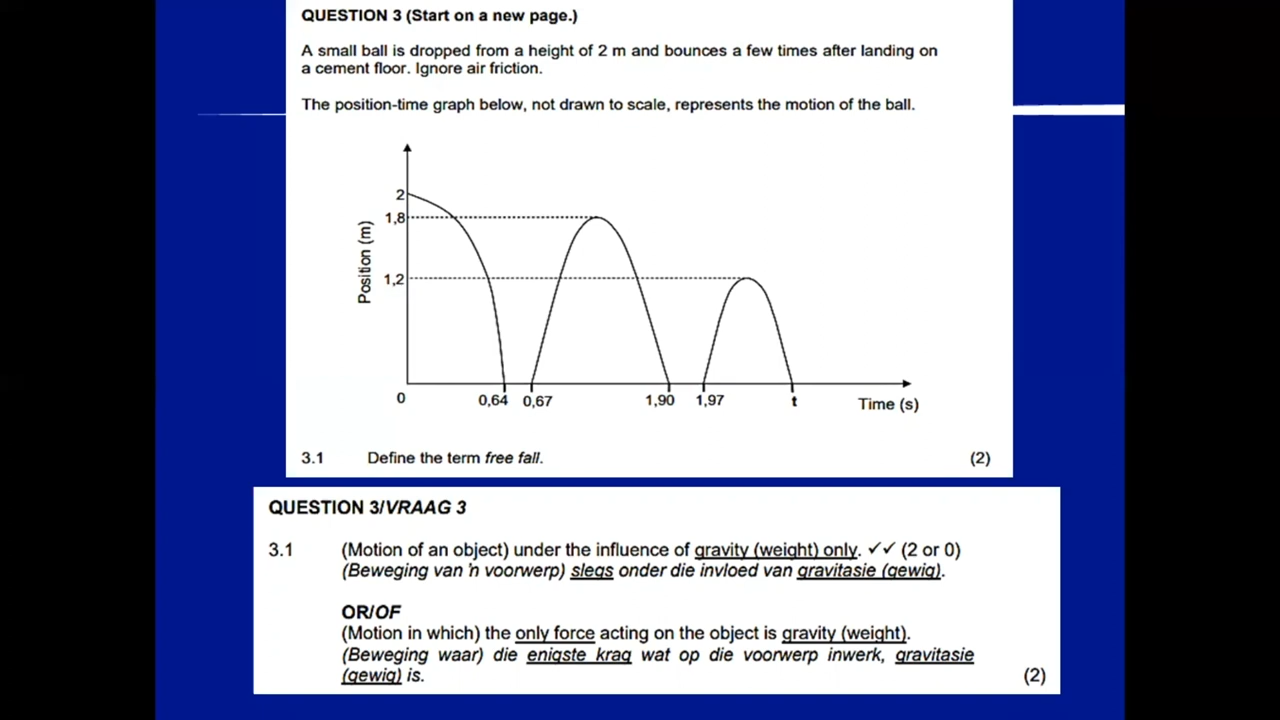 QUESTION 3 (Start on a new page.)
A small ball is dropped from a height of 2 m and bounces a few times after landing on
a cement floor. Ignore air friction.
The position-time graph below, not drawn to scale, represents the motion of the ball.
2
1,8
1,2
Position (m)
0
0,64 0,67 1,90 1,97 t Time (s)
3.1 Define the term free fall. (2)
QUESTION 3/VRAAG 3
3.1 (Motion of an object) under the influence of gravity (weight) only. ✓✓ (2 or 0)
(Beweging van 'n voorwerp) slegs onder die invloed van gravitasie (gewig).
OR/OF
(Motion in which) the only force acting on the object is gravity (weight).
(Beweging waar) die enigste krag wat op die voorwerp inwerk, gravitasie
(gewig) is. (2)